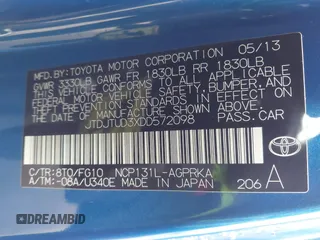 MFD.BY:TOYOTA MOTOR CORPORATION 05/13
GVWR 3330LB GAWR FR 1830LB RR 1830LB
THIS VEHICLE CONFORMS TO ALL APPLICABLE
FEDERAL MOTOR VEHICLE SAFETY, BUMPER, AND
THEFT PREVENTION STANDARDS IN EFFECT ON
THE DATE OF MANUFACTURE SHOWN ABOVE.
PASS.CAR
C/TR:8T0/FG10 NCP131L-AGPRKA
A/TM:-08A/U340E MADE IN JAPAN
206 A
TOYOTA
DREAMBID